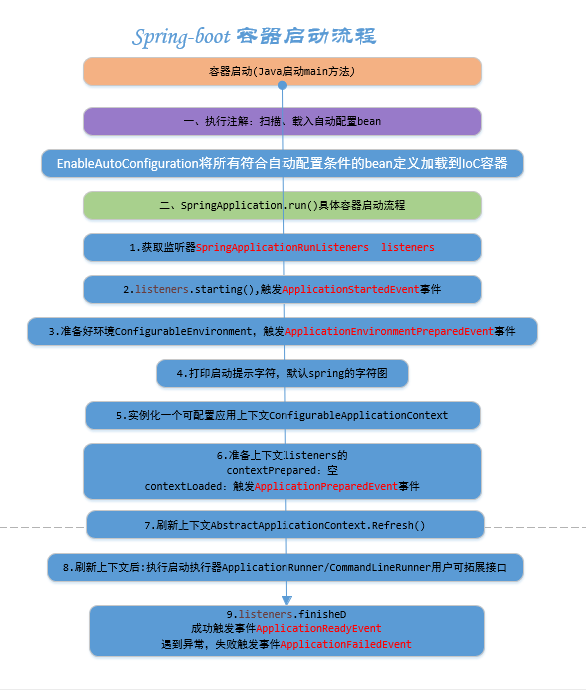 Spring-boot 容器启动流程
容器启动(Java启动main方法)
一、执行注解：扫描、载入自动配置bean
EnableAutoConfiguration将所有符合自动配置条件的bean定义加载到IoC容器
二、SpringApplication.run()具体容器启动流程
1.获取监听器SpringApplicationRunListeners listeners
2.listeners.starting(),触发ApplicationStartedEvent事件
3.准备好环境ConfigurableEnvironment，触发ApplicationEnvironmentPreparedEvent事件
4.打印启动提示字符，默认spring的字符图
5.实例化一个可配置应用上下文ConfigurableApplicationContext
6.准备上下文listeners的
contextPrepared：空
contextLoaded：触发ApplicationPreparedEvent事件
7.刷新上下文AbstractApplicationContext.Refresh()
8.刷新上下文后:执行启动执行器ApplicationRunner/CommandLineRunner用户可拓展接口
9.listeners.finisheD
成功触发事件ApplicationReadyEvent
遇到异常，失败触发事件ApplicationFailedEvent